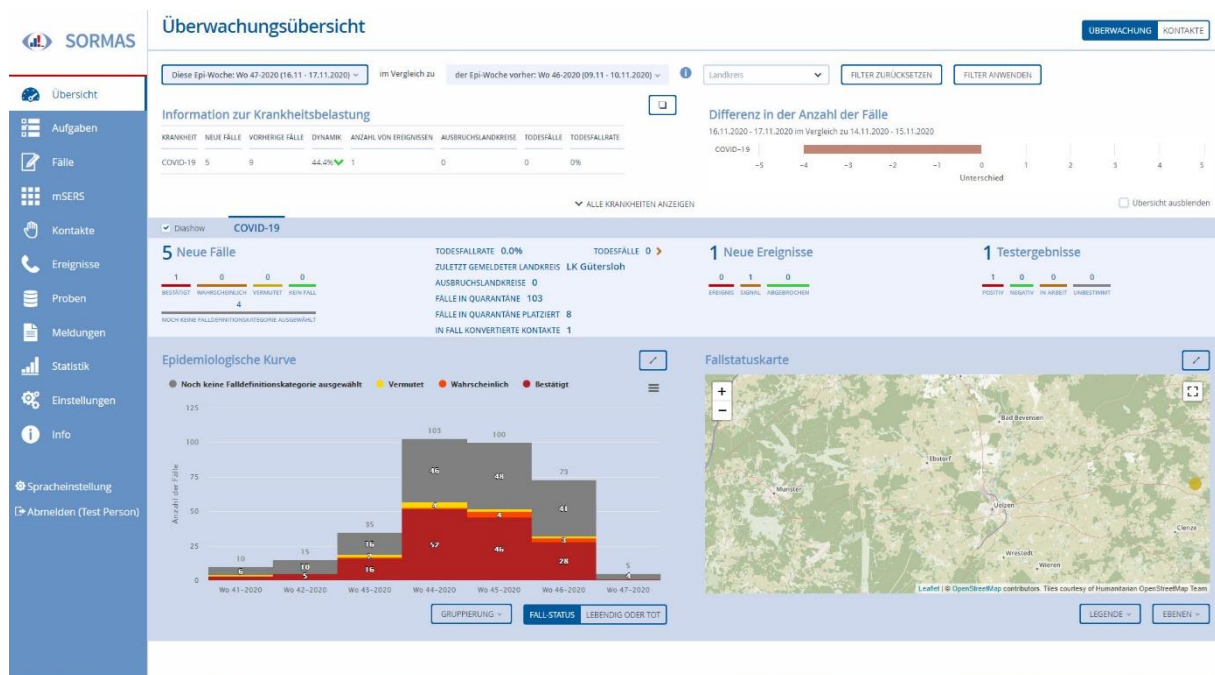 SORMAS
Übersicht
Aufgaben
Fälle
mSERS
Kontakte
Ereignisse
Proben
Meldungen
Statistik
Einstellungen
Info
Spracheinstellung
Abmelden (Test Person)
Überwachungsübersicht
ÜBERWACHUNG KONTAKTE
Diese Epi-Woche: Wo 47-2020 (16.11 - 17.11.2020) im Vergleich zu der Epi-Woche vorher: Wo 46-2020 (09.11 - 10.11.2020) Landkreis FILTER ZURÜCKSETZEN FILTER ANWENDEN
Information zur Krankheitsbelastung
KRANKHEIT NEUE FÄLLE VORHERIGE FÄLLE DYNAMIK ANZAHL VON EREIGNISSEN AUSBRUCHSLANDKREISE TODESFÄLLE TODESFALLRATE
COVID-19 5 9 44.4% 1 0 0 0%
ALLE KRANKHEITEN ANZEIGEN
Differenz in der Anzahl der Fälle
16.11.2020 - 17.11.2020 im Vergleich zu 14.11.2020 - 15.11.2020
COVID-19
-5 -4 -3 -2 -1 0 1 2 3 4 5
Unterschied
Übersicht ausblenden
Diashow COVID-19
5 Neue Fälle
1 0 0 0
BESTÄTIGT WAHRSCHEINLICH VERMUTET KEIN FALL
4
NOCH KEINE FALLDEFINITIONSKATEGORIE AUSGEWÄHLT
TODESFALLRATE 0.0% TODESFÄLLE 0
ZULETZT GEMELDETER LANDKREIS LK Gütersloh
AUSBRUCHSLANDKREISE 0
FÄLLE IN QUARANTÄNE 103
FÄLLE IN QUARANTÄNE PLATZIERT 8
IN FALL KONVERTIERTE KONTAKTE 1
1 Neue Ereignisse
0 1 0
EREIGNIS SIGNAL ABGEBROCHEN
1 Testergebnisse
1 0 0 0
POSITIV NEGATIV IN ARBEIT UNBESTIMMT
Epidemiologische Kurve
Noch keine Falldefinitionskategorie ausgewählt Vermutet Wahrscheinlich Bestätigt
Anzahl der Fälle
125
100
75
50
25
0
10
6
15
10
5
35
16
16
103
46
52
100
48
4
46
73
41
3
28
5
4
Wo 41-2020 Wo 42-2020 Wo 43-2020 Wo 44-2020 Wo 45-2020 Wo 46-2020 Wo 47-2020
GRUPPIERUNG FALL-STATUS LEBENDIG ODER TOT
Fallstatuskarte
+
−
Bad Bevensen
Ebstorf
Munster
Uelzen
Clenze
Wrestedt
Wieren
Leaflet | © OpenStreetMap contributors. Tiles courtesy of Humanitarian OpenStreetMap Team
LEGENDE EBENEN